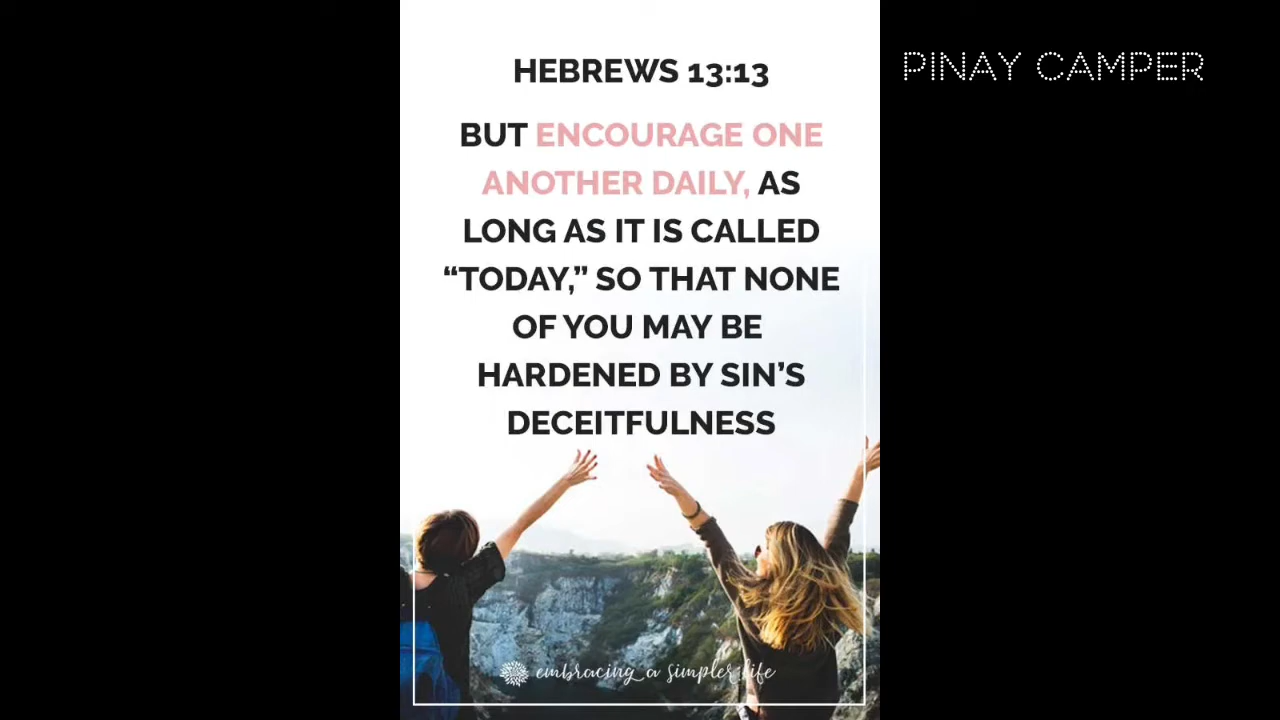 PINAY CAMPER
HEBREWS 13:13
BUT ENCOURAGE ONE
ANOTHER DAILY, AS
LONG AS IT IS CALLED
“TODAY,” SO THAT NONE
OF YOU MAY BE
HARDENED BY SIN’S
DECEITFULNESS
embracing a simpler life